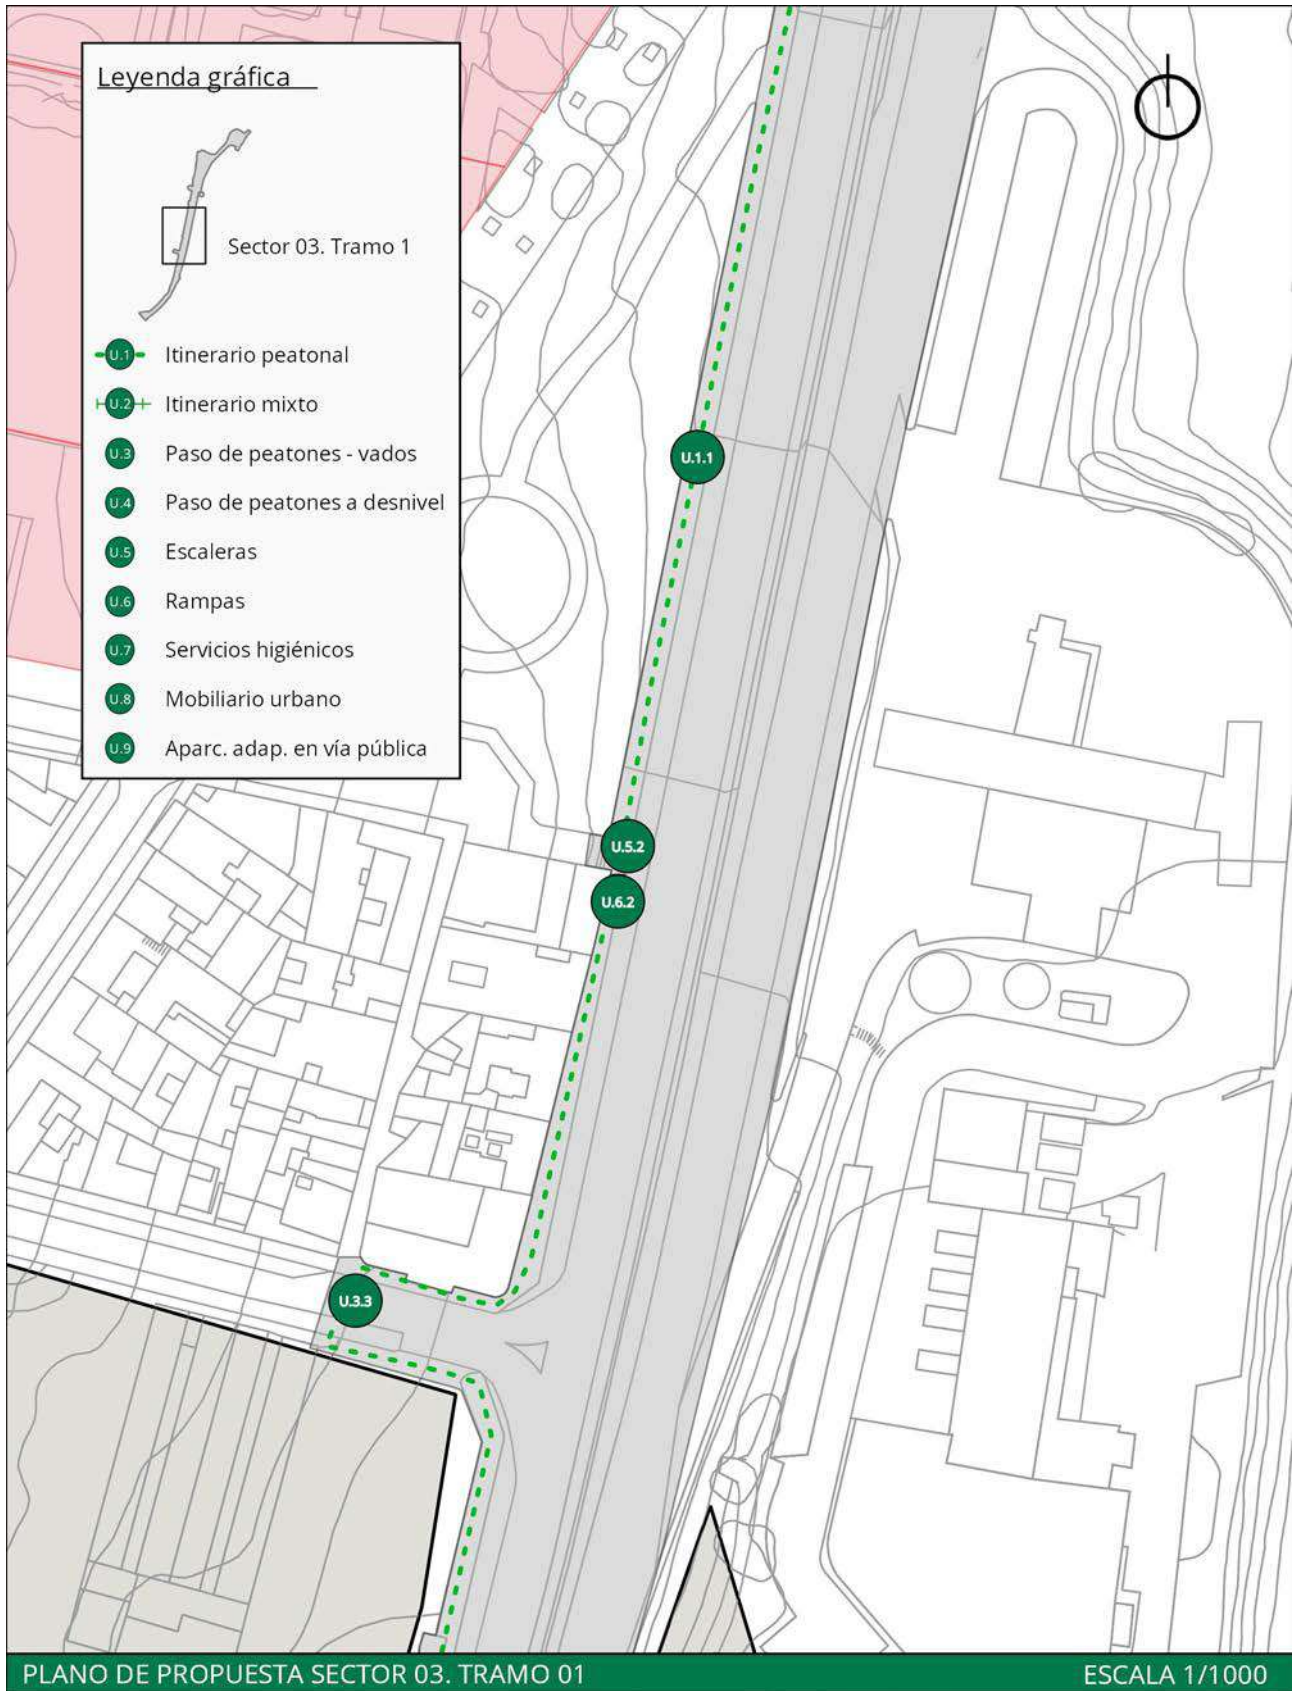 Leyenda gráfica
Sector 03. Tramo 1
U.1 Itinerario peatonal
U.2 Itinerario mixto
U.3 Paso de peatones - vados
U.4 Paso de peatones a desnivel
U.5 Escaleras
U.6 Rampas
U.7 Servicios higiénicos
U.8 Mobiliario urbano
U.9 Aparc. adap. en vía pública
U.1.1
U.5.2
U.6.2
U.3.3
PLANO DE PROPUESTA SECTOR 03. TRAMO 01 ESCALA 1/1000